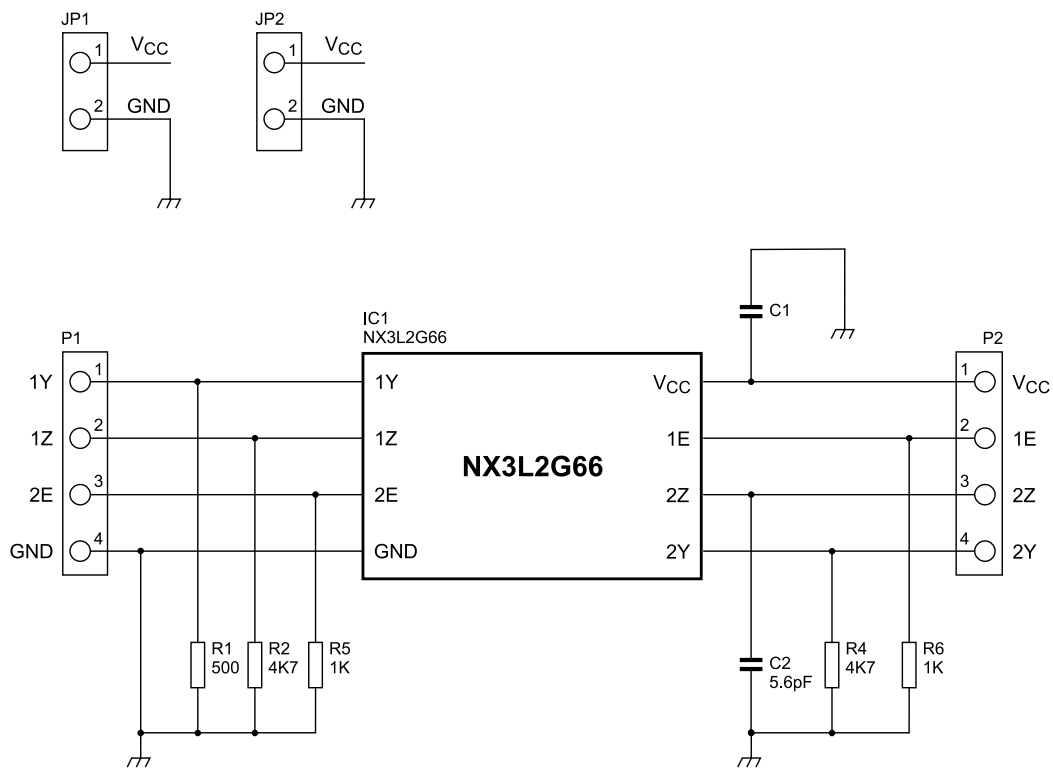 JP1
1 VCC
2 GND
JP2
1 VCC
2 GND
C1
IC1
NX3L2G66
P1
1Y 1
1Z 2
2E 3
GND 4
1Y
1Z
2E
GND
NX3L2G66
VCC
1E
2Z
2Y
P2
1 VCC
2 1E
3 2Z
4 2Y
R1
500
R2
4K7
R5
1K
C2
5.6pF
R4
4K7
R6
1K